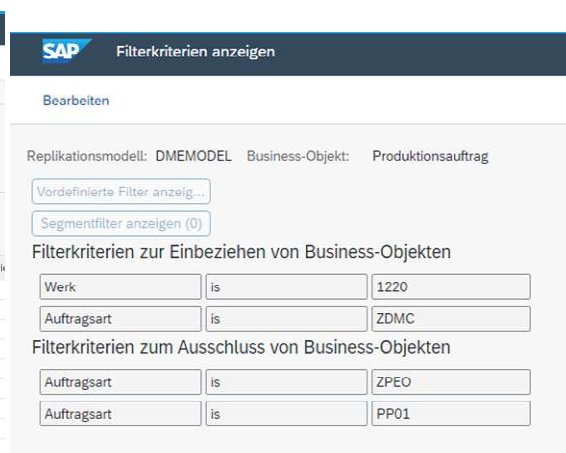 SAP Filterkriterien anzeigen
Bearbeiten
Replikationsmodell: DMEMODEL Business-Objekt: Produktionsauftrag
Vordefinierte Filter anzeig...
Segmentfilter anzeigen (0)
Filterkriterien zur Einbeziehen von Business-Objekten
Werk is 1220
Auftragsart is ZDMC
Filterkriterien zum Ausschluss von Business-Objekten
Auftragsart is ZPEO
Auftragsart is PP01